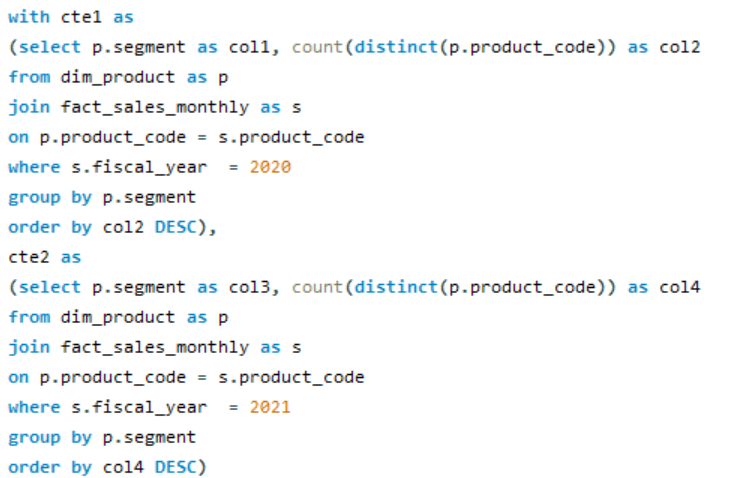 with cte1 as
(select p.segment as col1, count(distinct(p.product_code)) as col2
from dim_product as p
join fact_sales_monthly as s
on p.product_code = s.product_code
where s.fiscal_year  = 2020
group by p.segment
order by col2 DESC),
cte2 as
(select p.segment as col3, count(distinct(p.product_code)) as col4
from dim_product as p
join fact_sales_monthly as s
on p.product_code = s.product_code
where s.fiscal_year  = 2021
group by p.segment
order by col4 DESC)